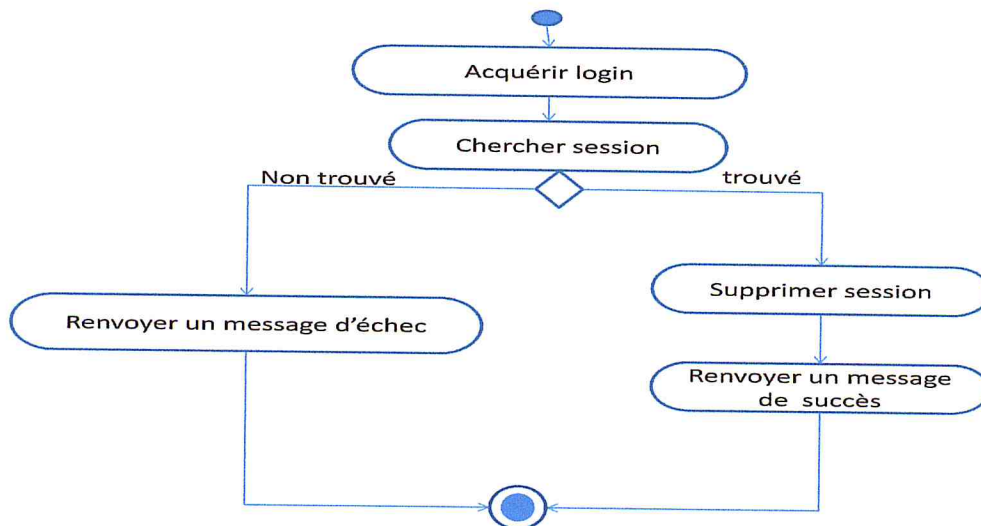 Acquérir login
Chercher session
Non trouvé
trouvé
Supprimer session
Renvoyer un message d'échec
Renvoyer un message
de succès